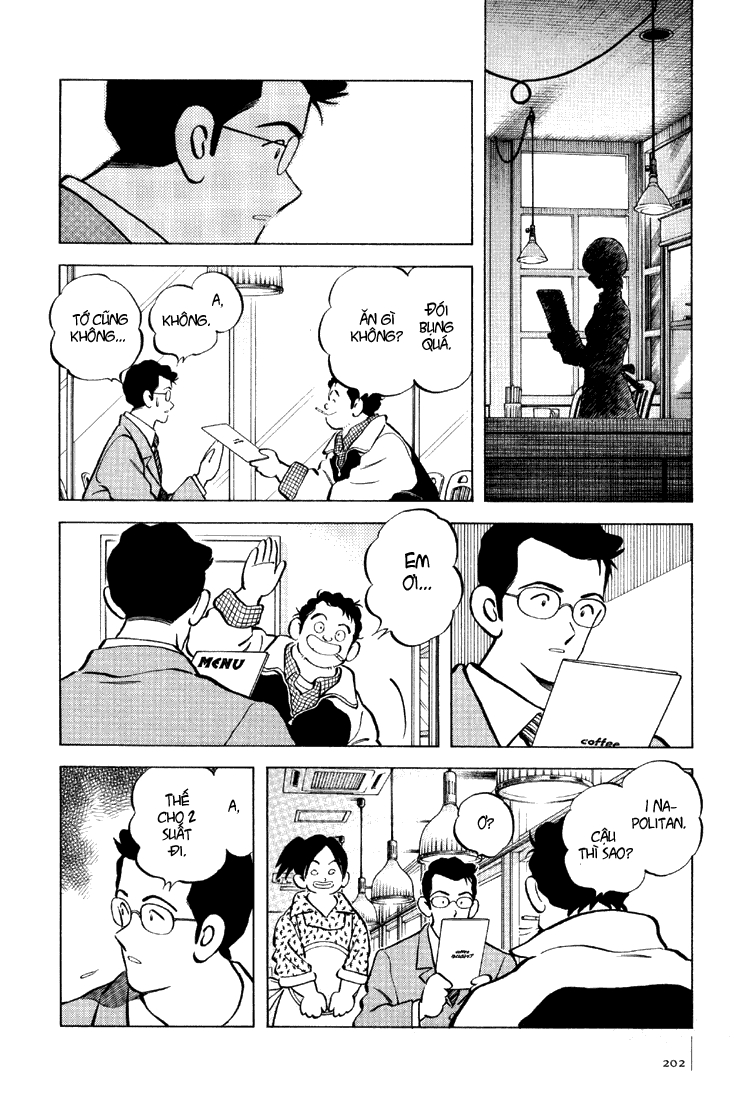 ĐÓI
BỤNG
QUÁ.
ĂN GÌ
KHÔNG?
A,
KHÔNG.
TỚ CŨNG
KHÔNG...
EM
ƠI...
MENU
coffee
1 NA-
POLITAN.
CẬU
THÌ SAO?
Ơ?
A,
THẾ
CHO 2
SUẤT
ĐI.
202